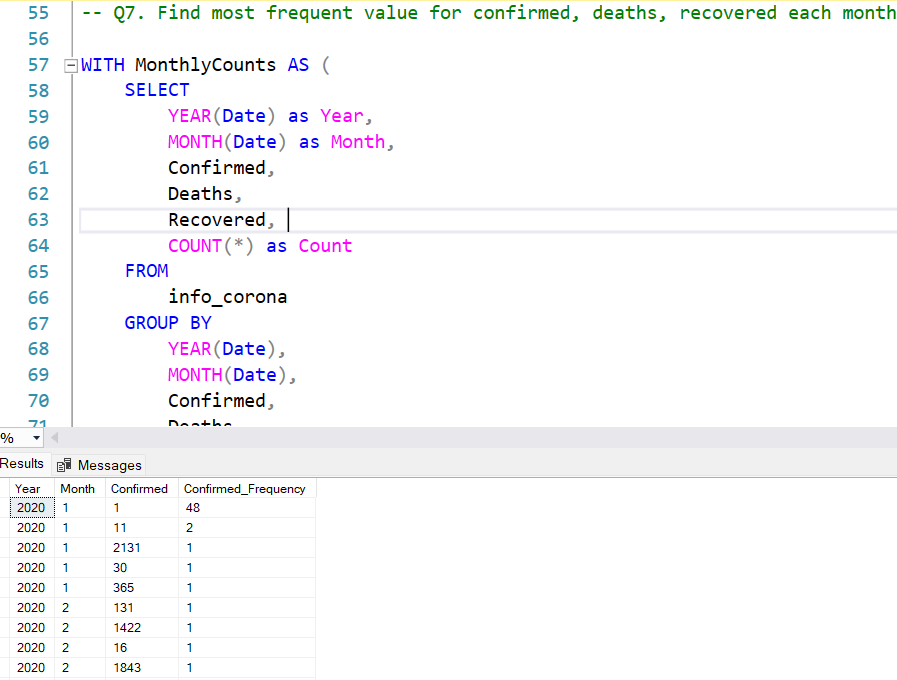 55 -- Q7. Find most frequent value for confirmed, deaths, recovered each month
56
57 WITH MonthlyCounts AS (
58 SELECT
59 YEAR(Date) as Year,
60 MONTH(Date) as Month,
61 Confirmed,
62 Deaths,
63 Recovered,
64 COUNT(*) as Count
65 FROM
66 info_corona
67 GROUP BY
68 YEAR(Date),
69 MONTH(Date),
70 Confirmed,
71 Deaths
%
Results Messages
Year Month Confirmed Confirmed_Frequency
2020 1 1 48
2020 1 11 2
2020 1 2131 1
2020 1 30 1
2020 1 365 1
2020 2 131 1
2020 2 1422 1
2020 2 16 1
2020 2 1843 1